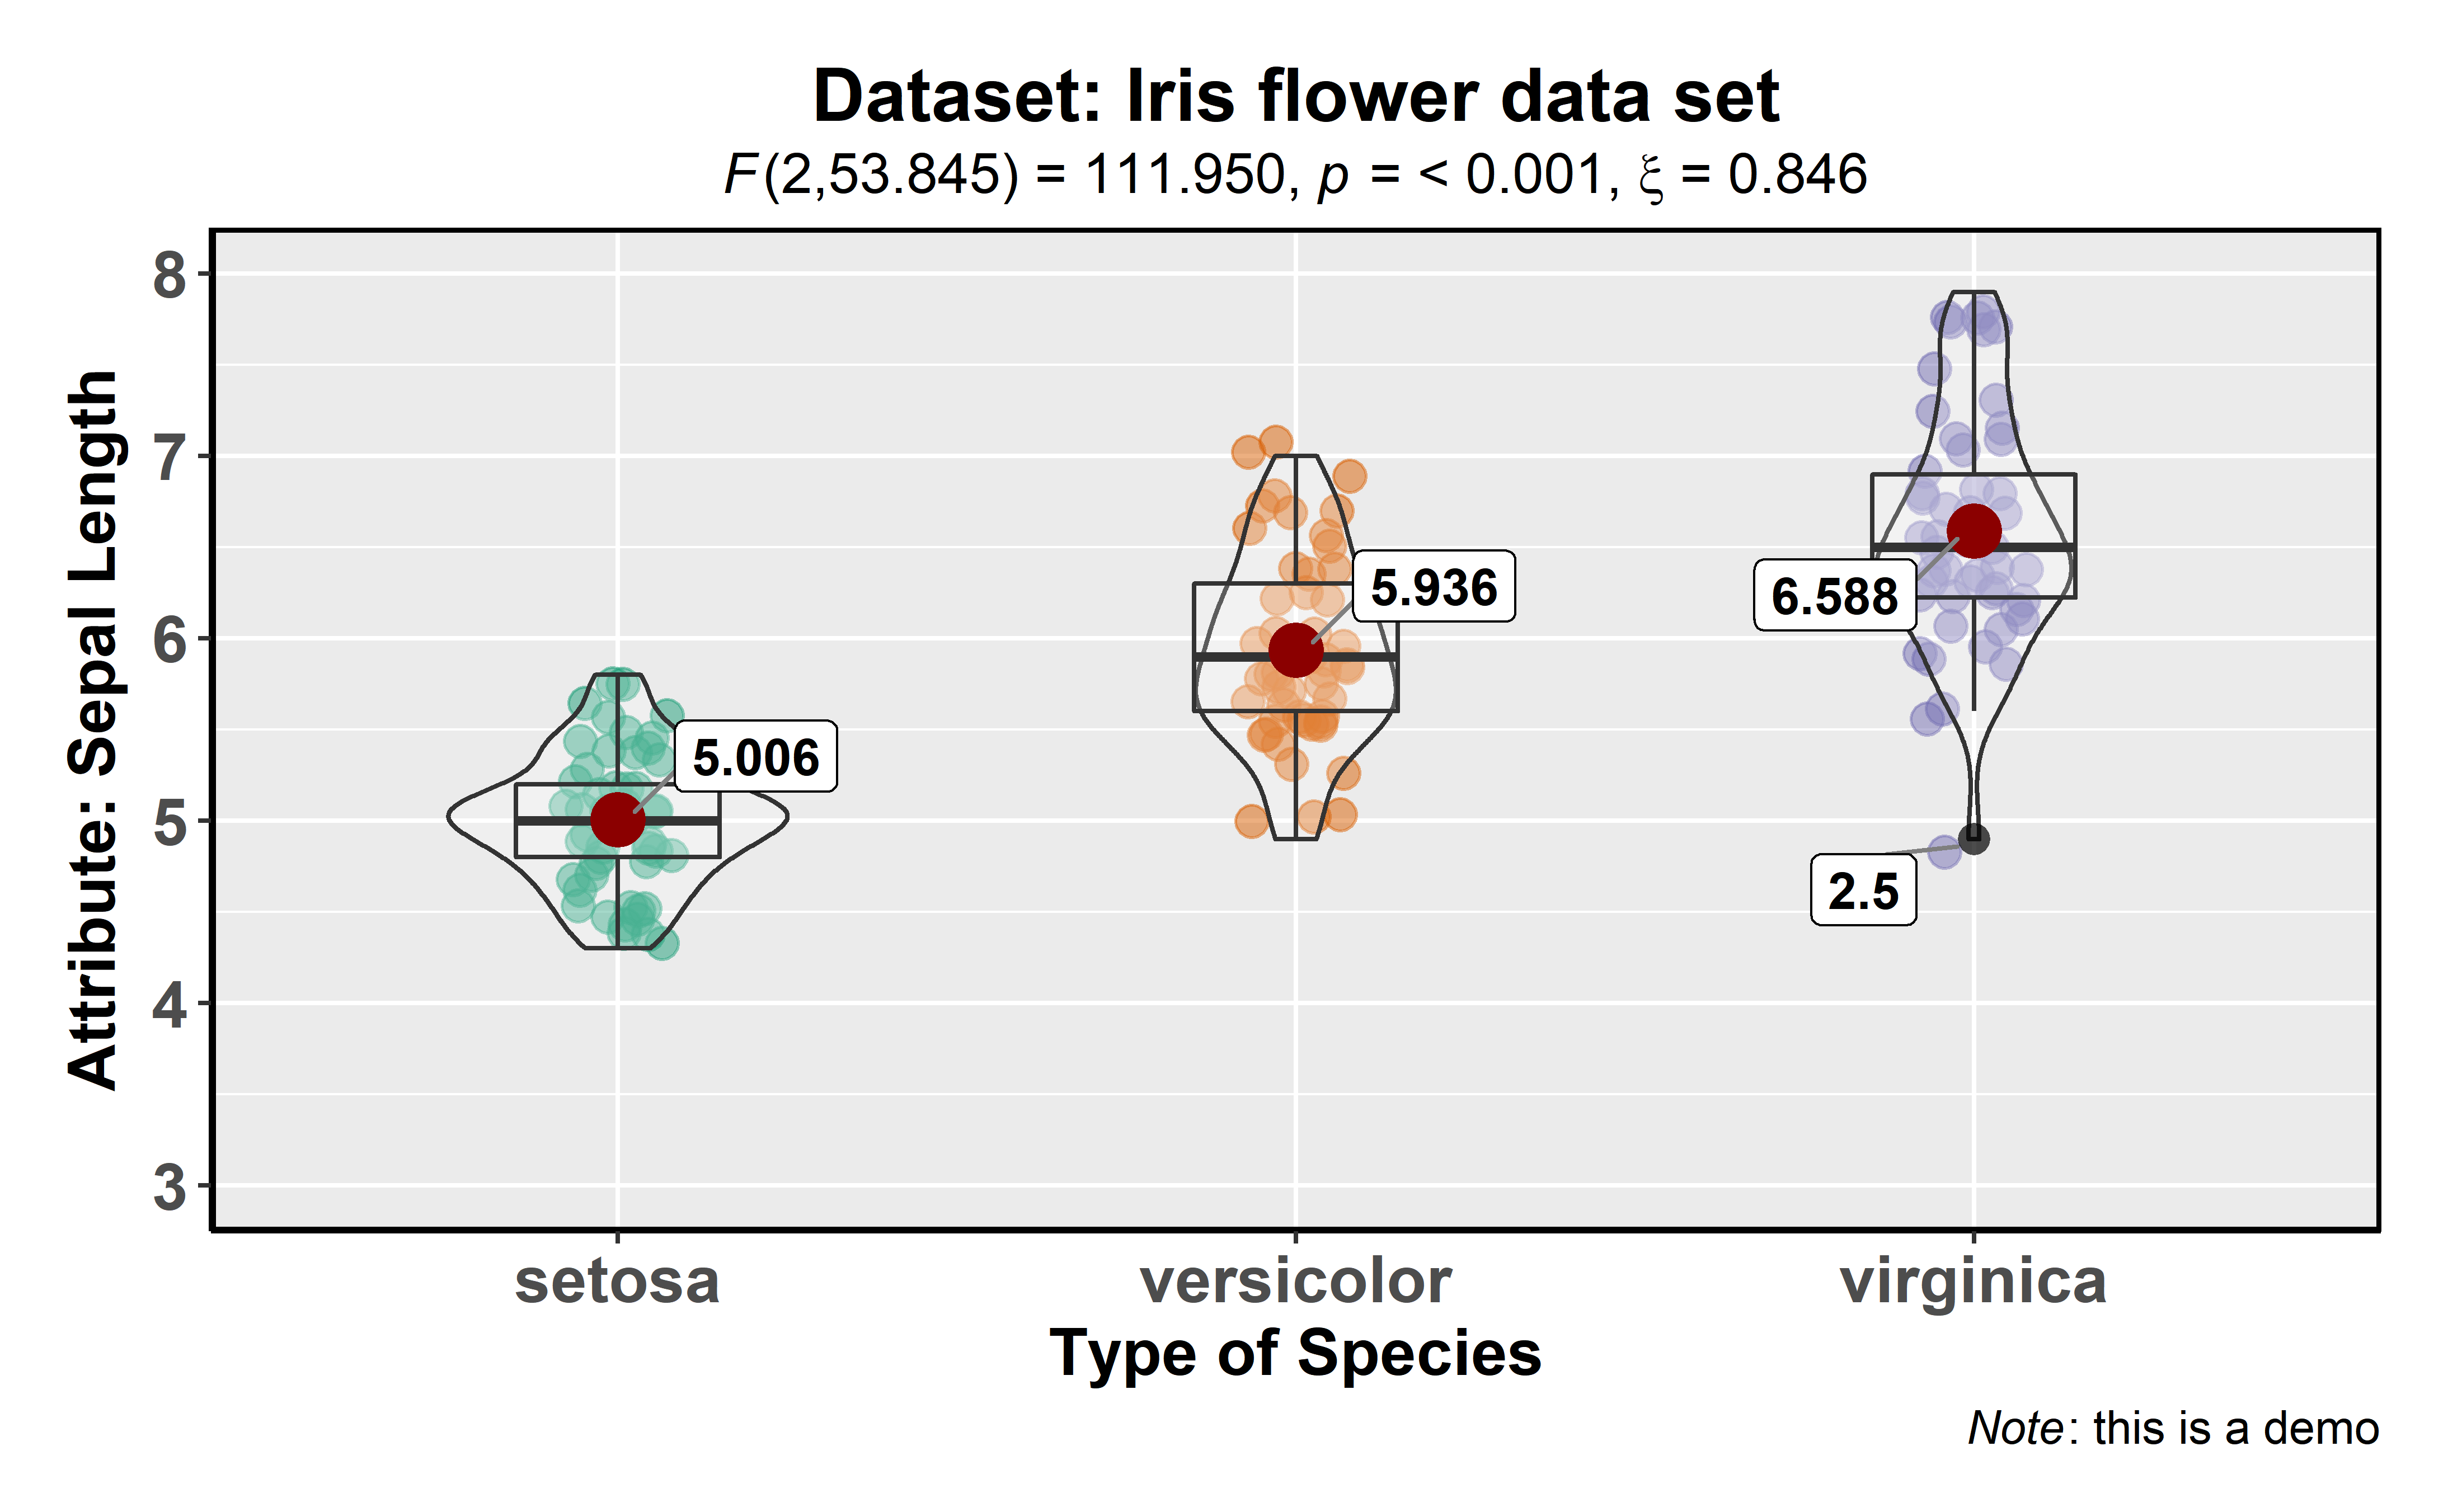 Dataset: Iris flower data set
F(2,53.845) = 111.950, p = < 0.001, ξ = 0.846
Attribute: Sepal Length
8
7
6
5
4
3
5.006
5.936
6.588
2.5
setosa
versicolor
virginica
Type of Species
Note: this is a demo